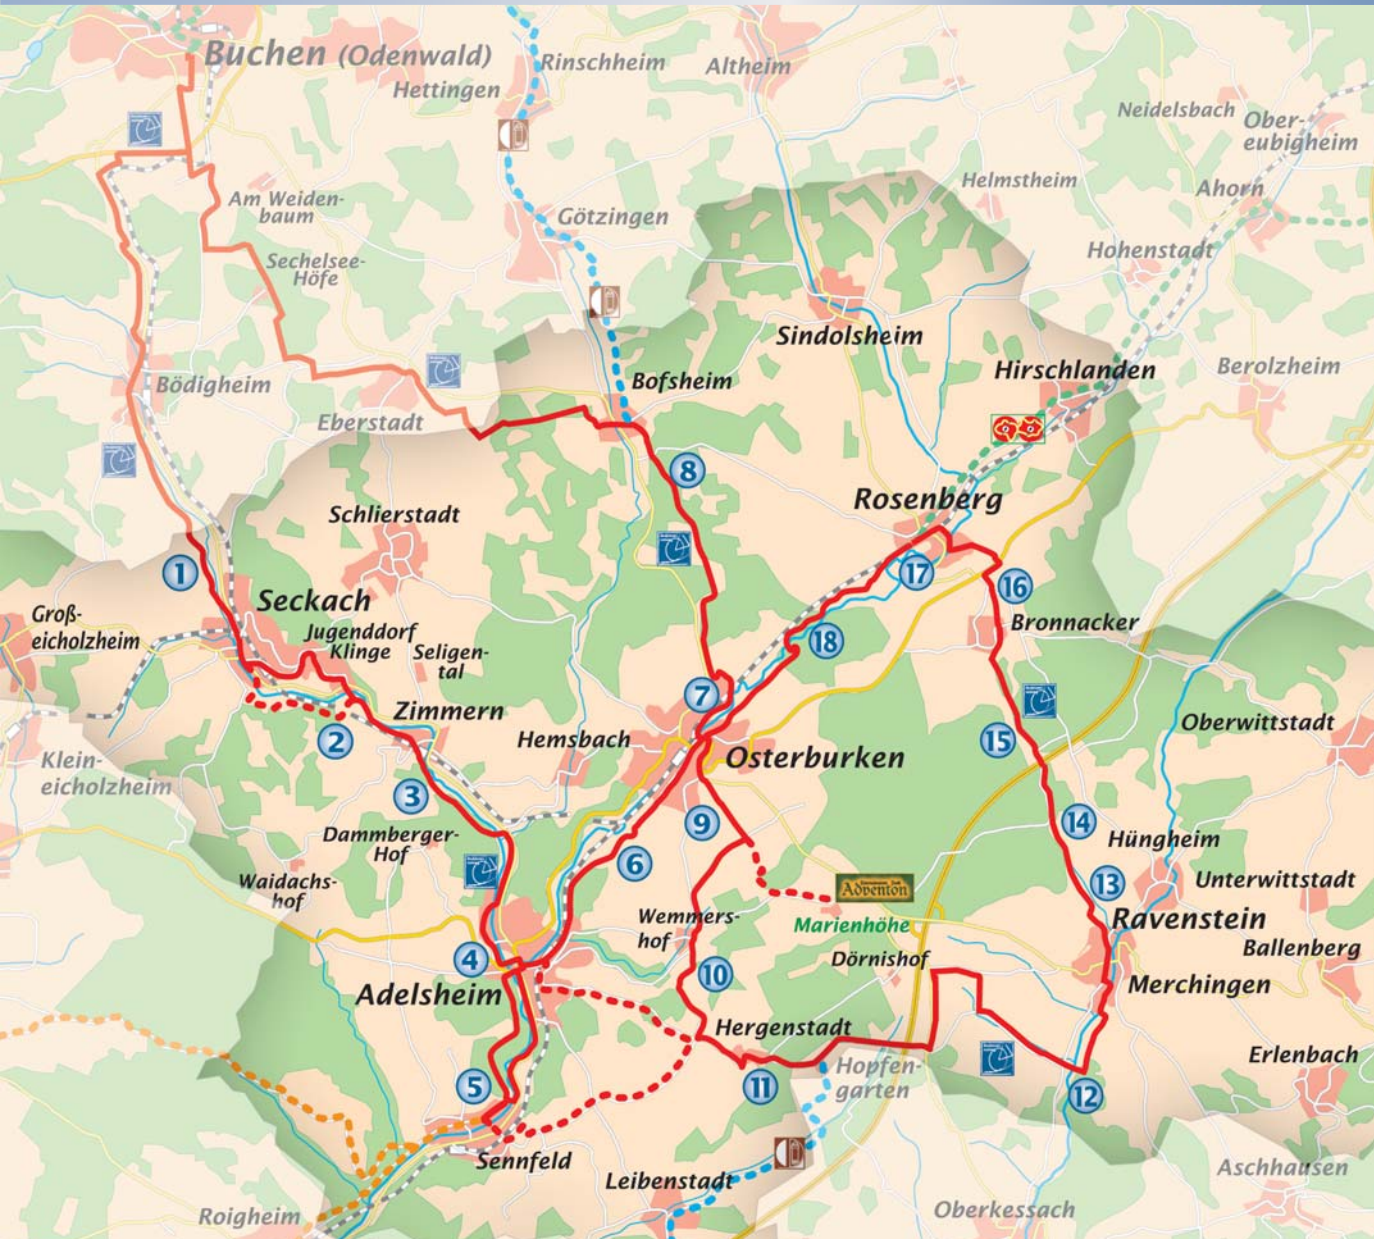 Buchen (Odenwald)
Hettingen
Rinschheim
Altheim
Neidelsbach
Ober-
eubigheim
Am Weiden-
baum
Götzingen
Helmstheim
Ahorn
Sechelsee-
Höfe
Hohenstadt
Sindolsheim
Bödigheim
Bofsheim
Hirschlanden
Berolzheim
Eberstadt
8
Schlierstadt
Rosenberg
1
17
16
Seckach
Groß-
eicholzheim
Jugenddorf
Klinge
Seligen-
tal
Bronnacker
18
7
Zimmern
2
Hemsbach
Osterburken
15
Oberwittstadt
Klein-
eicholzheim
3
9
14
Dammberger-
Hof
6
Hüngheim
Waidachs-
hof
Adventon
13
Unterwittstadt
Wemmers-
hof
Marienhöhe
Ravenstein
Ballenberg
4
10
Dörnishof
Adelsheim
Merchingen
Hergenstadt
Erlenbach
5
11
Hopfen-
garten
12
Sennfeld
Leibenstadt
Aschhausen
Roigheim
Oberkessach